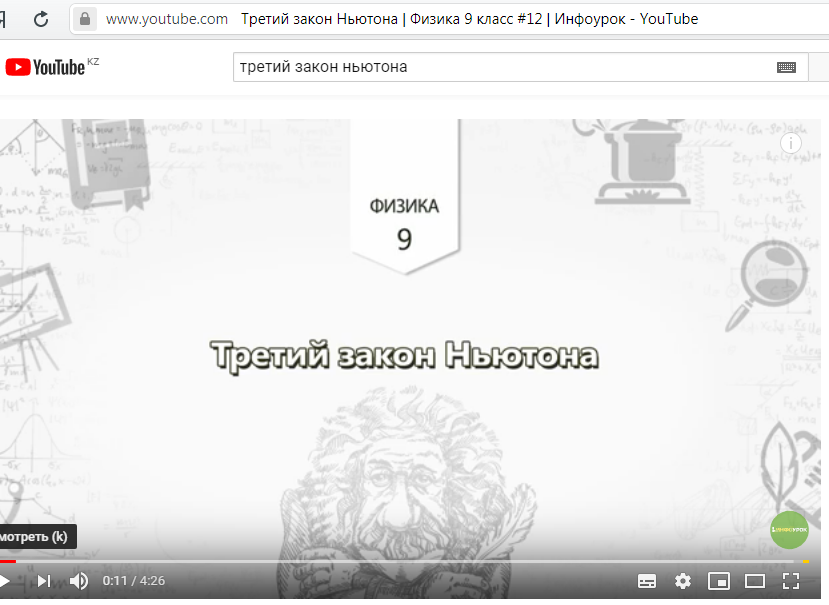 www.youtube.com Третий закон Ньютона | Физика 9 класс #12 | Инфоурок - YouTube
YouTube KZ
третий закон ньютона
ФИЗИКА
9
Третий закон Ньютона
ИНФОУРОК
мотреть (k)
0:11 / 4:26